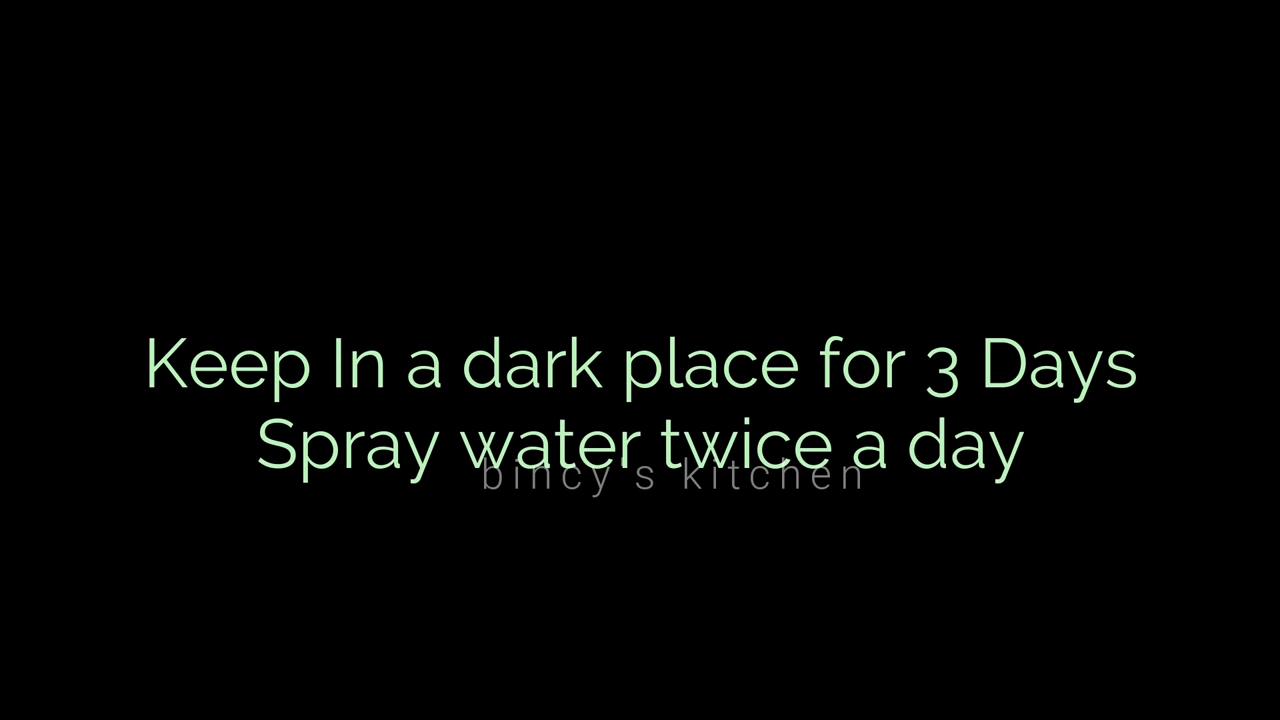 Keep In a dark place for 3 Days
Spray water twice a day
bincy's kitchen